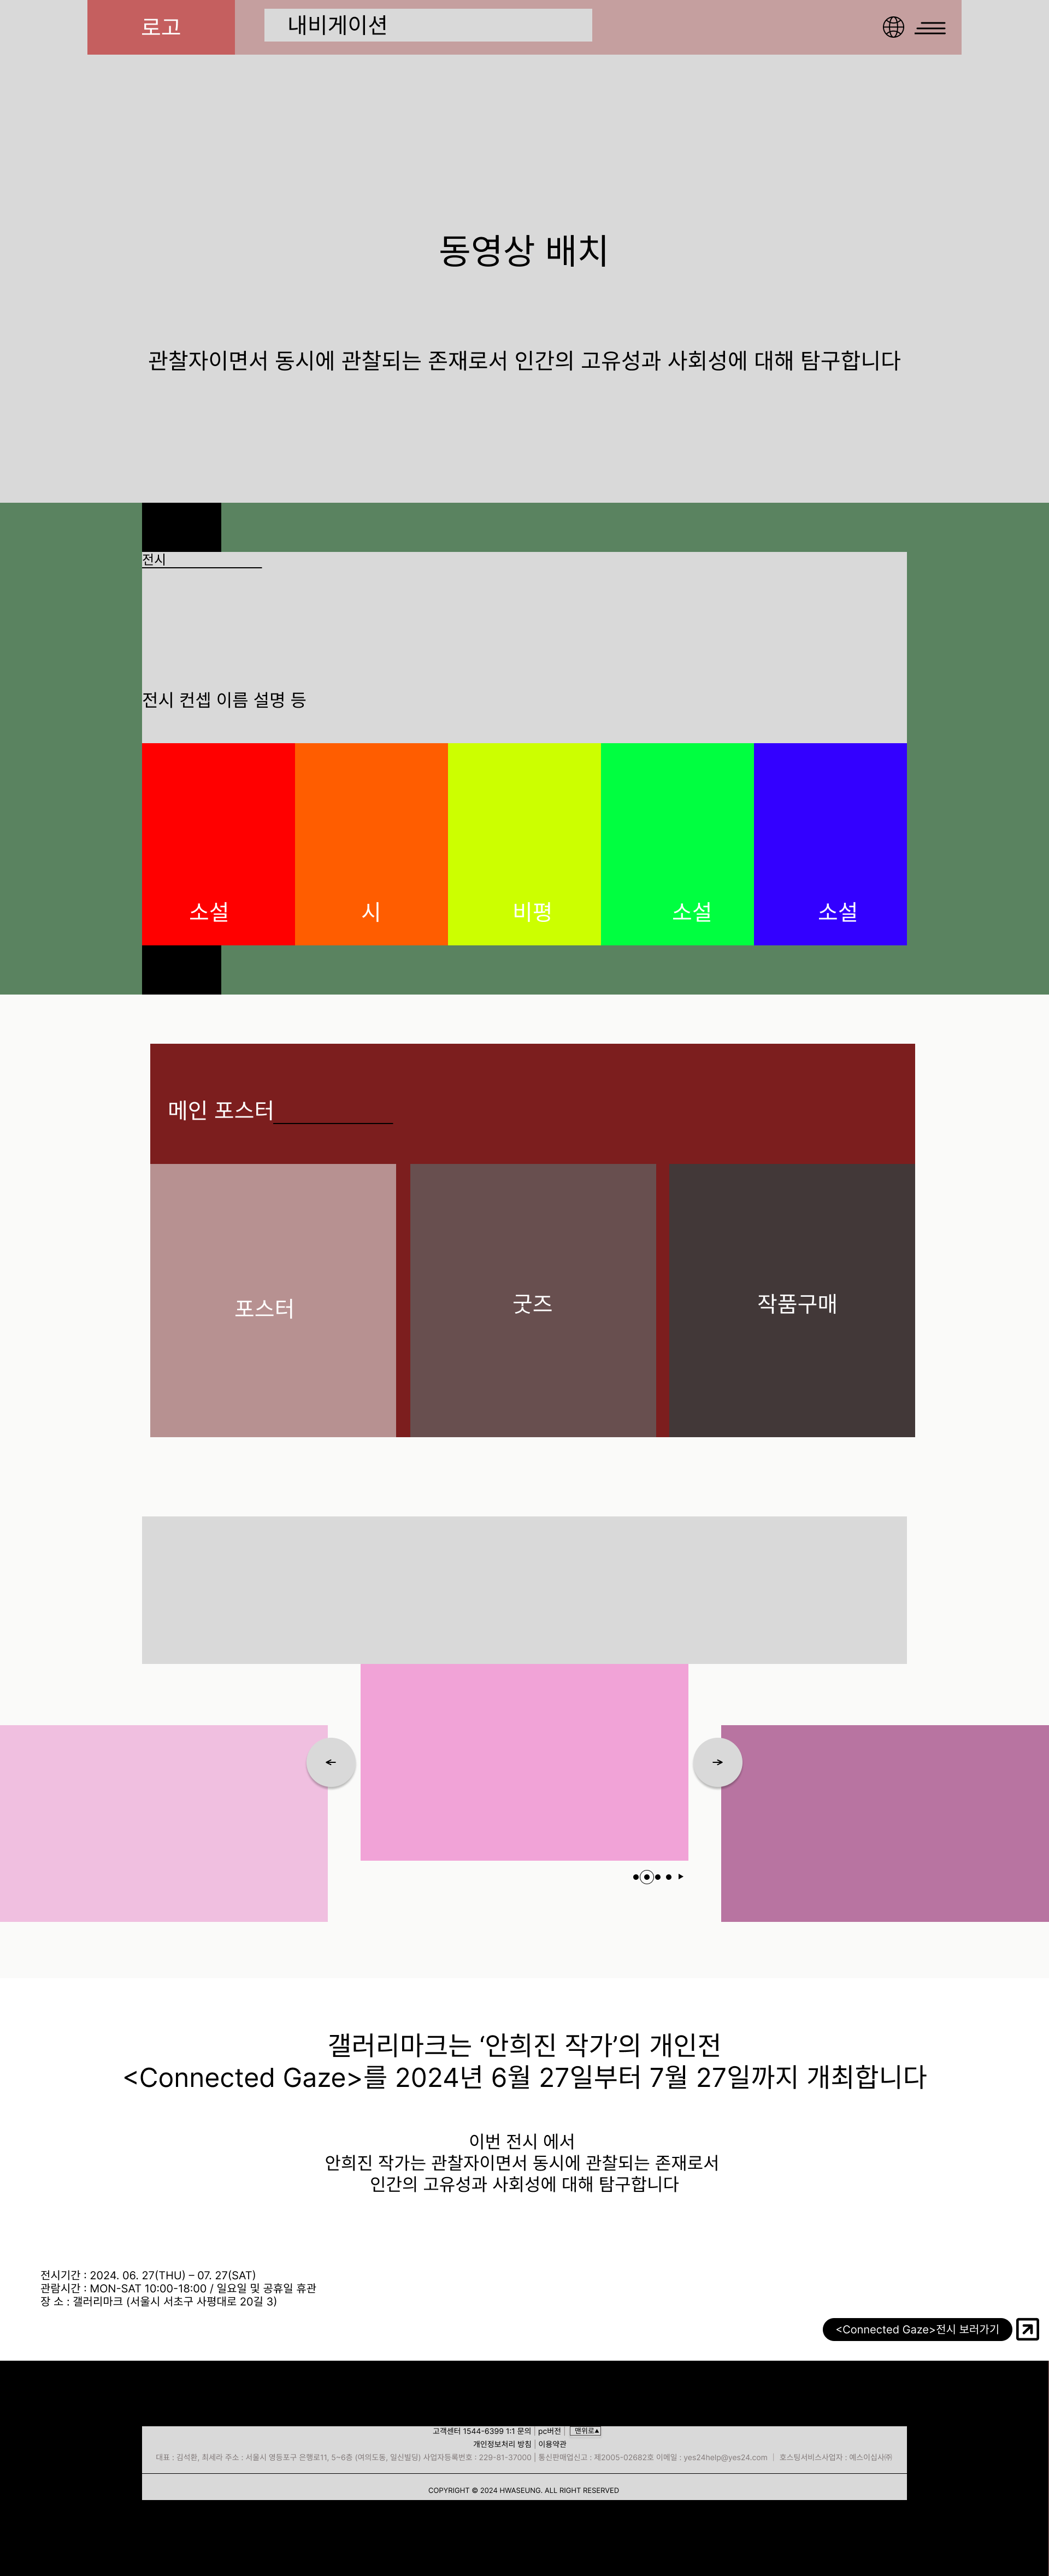 로고
내비게이션
동영상 배치
관찰자이면서 동시에 관찰되는 존재로서 인간의 고유성과 사회성에 대해 탐구합니다
전시
전시 컨셉 이름 설명 등
소설
시
비평
소설
소설
메인 포스터
포스터
굿즈
작품구매
갤러리마크는 ‘안희진 작가’의 개인전
<Connected Gaze>를 2024년 6월 27일부터 7월 27일까지 개최합니다
이번 전시 에서
안희진 작가는 관찰자이면서 동시에 관찰되는 존재로서
인간의 고유성과 사회성에 대해 탐구합니다
전시기간 : 2024. 06. 27(THU) – 07. 27(SAT)
관람시간 : MON-SAT 10:00-18:00 / 일요일 및 공휴일 휴관
장 소 : 갤러리마크 (서울시 서초구 사평대로 20길 3)
<Connected Gaze>전시 보러가기
고객센터 1544-6399 1:1 문의 | pc버전 | 맨위로▲
개인정보처리 방침 | 이용약관
대표 : 김석환, 최세라 주소 : 서울시 영등포구 은행로11, 5~6층 (여의도동, 일신빌딩) 사업자등록번호 : 229-81-37000 | 통신판매업신고 : 제2005-02682호 이메일 : yes24help@yes24.com ｜ 호스팅서비스사업자 : 예스이십사㈜
COPYRIGHT © 2024 HWASEUNG. ALL RIGHT RESERVED